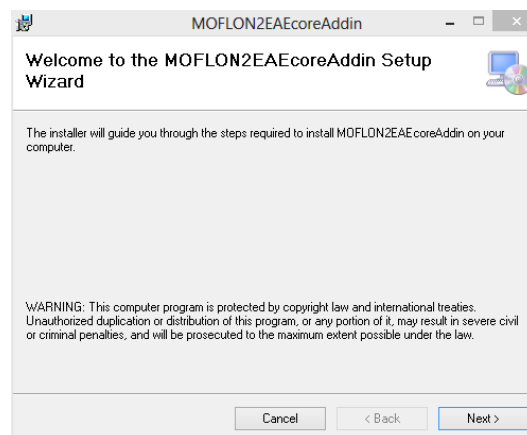 MOFLON2EAEcoreAddin
Welcome to the MOFLON2EAEcoreAddin Setup
Wizard
The installer will guide you through the steps required to install MOFLON2EAEcoreAddin on your
computer.
WARNING: This computer program is protected by copyright law and international treaties.
Unauthorized duplication or distribution of this program, or any portion of it, may result in severe civil
or criminal penalties, and will be prosecuted to the maximum extent possible under the law.
Cancel
< Back
Next >